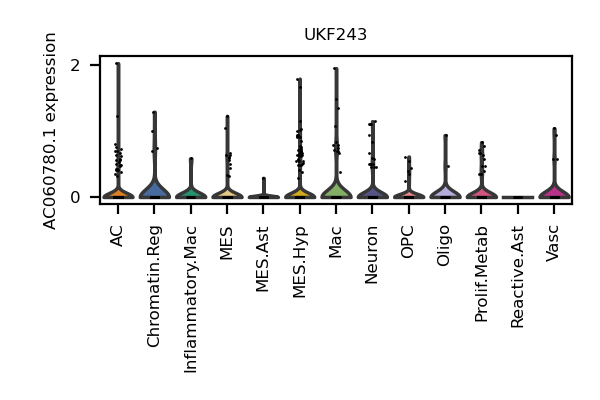 UKF243
AC060780.1 expression
2
0
AC
Chromatin.Reg
Inflammatory.Mac
MES
MES.Ast
MES.Hyp
Mac
Neuron
OPC
Oligo
Prolif.Metab
Reactive.Ast
Vasc